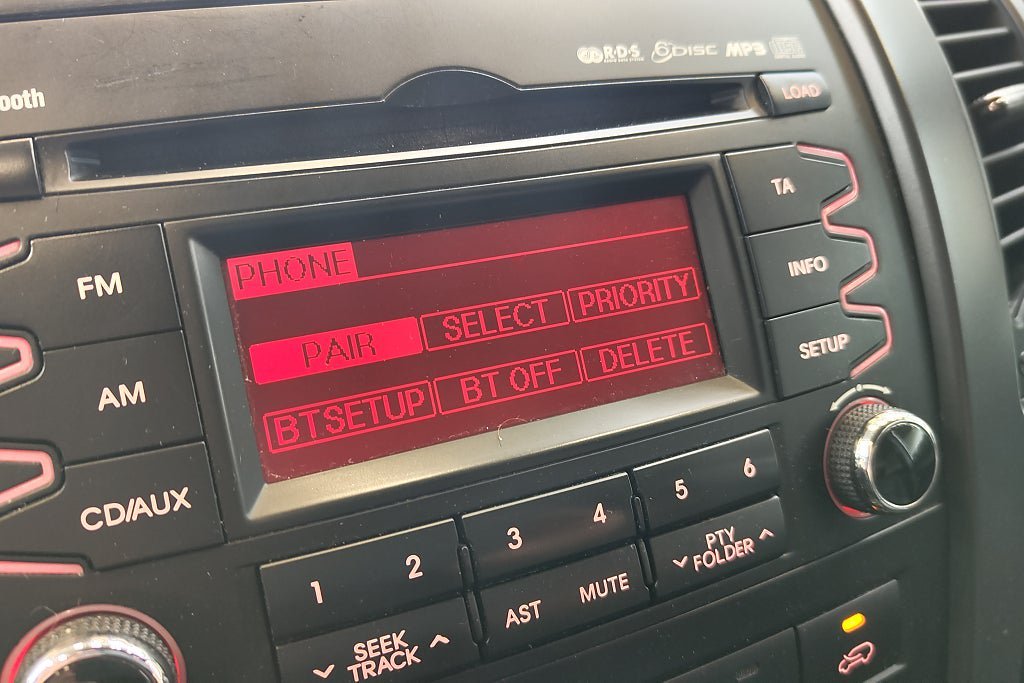 R·D·S 6 DISC MP3
ooth
LOAD
TA
INFO
SETUP
FM
AM
CD/AUX
PHONE
PAIR SELECT PRIORITY
BTSETUP BT OFF DELETE
1 2 3 4 5 6
SEEK
TRACK
AST MUTE
PTY
FOLDER